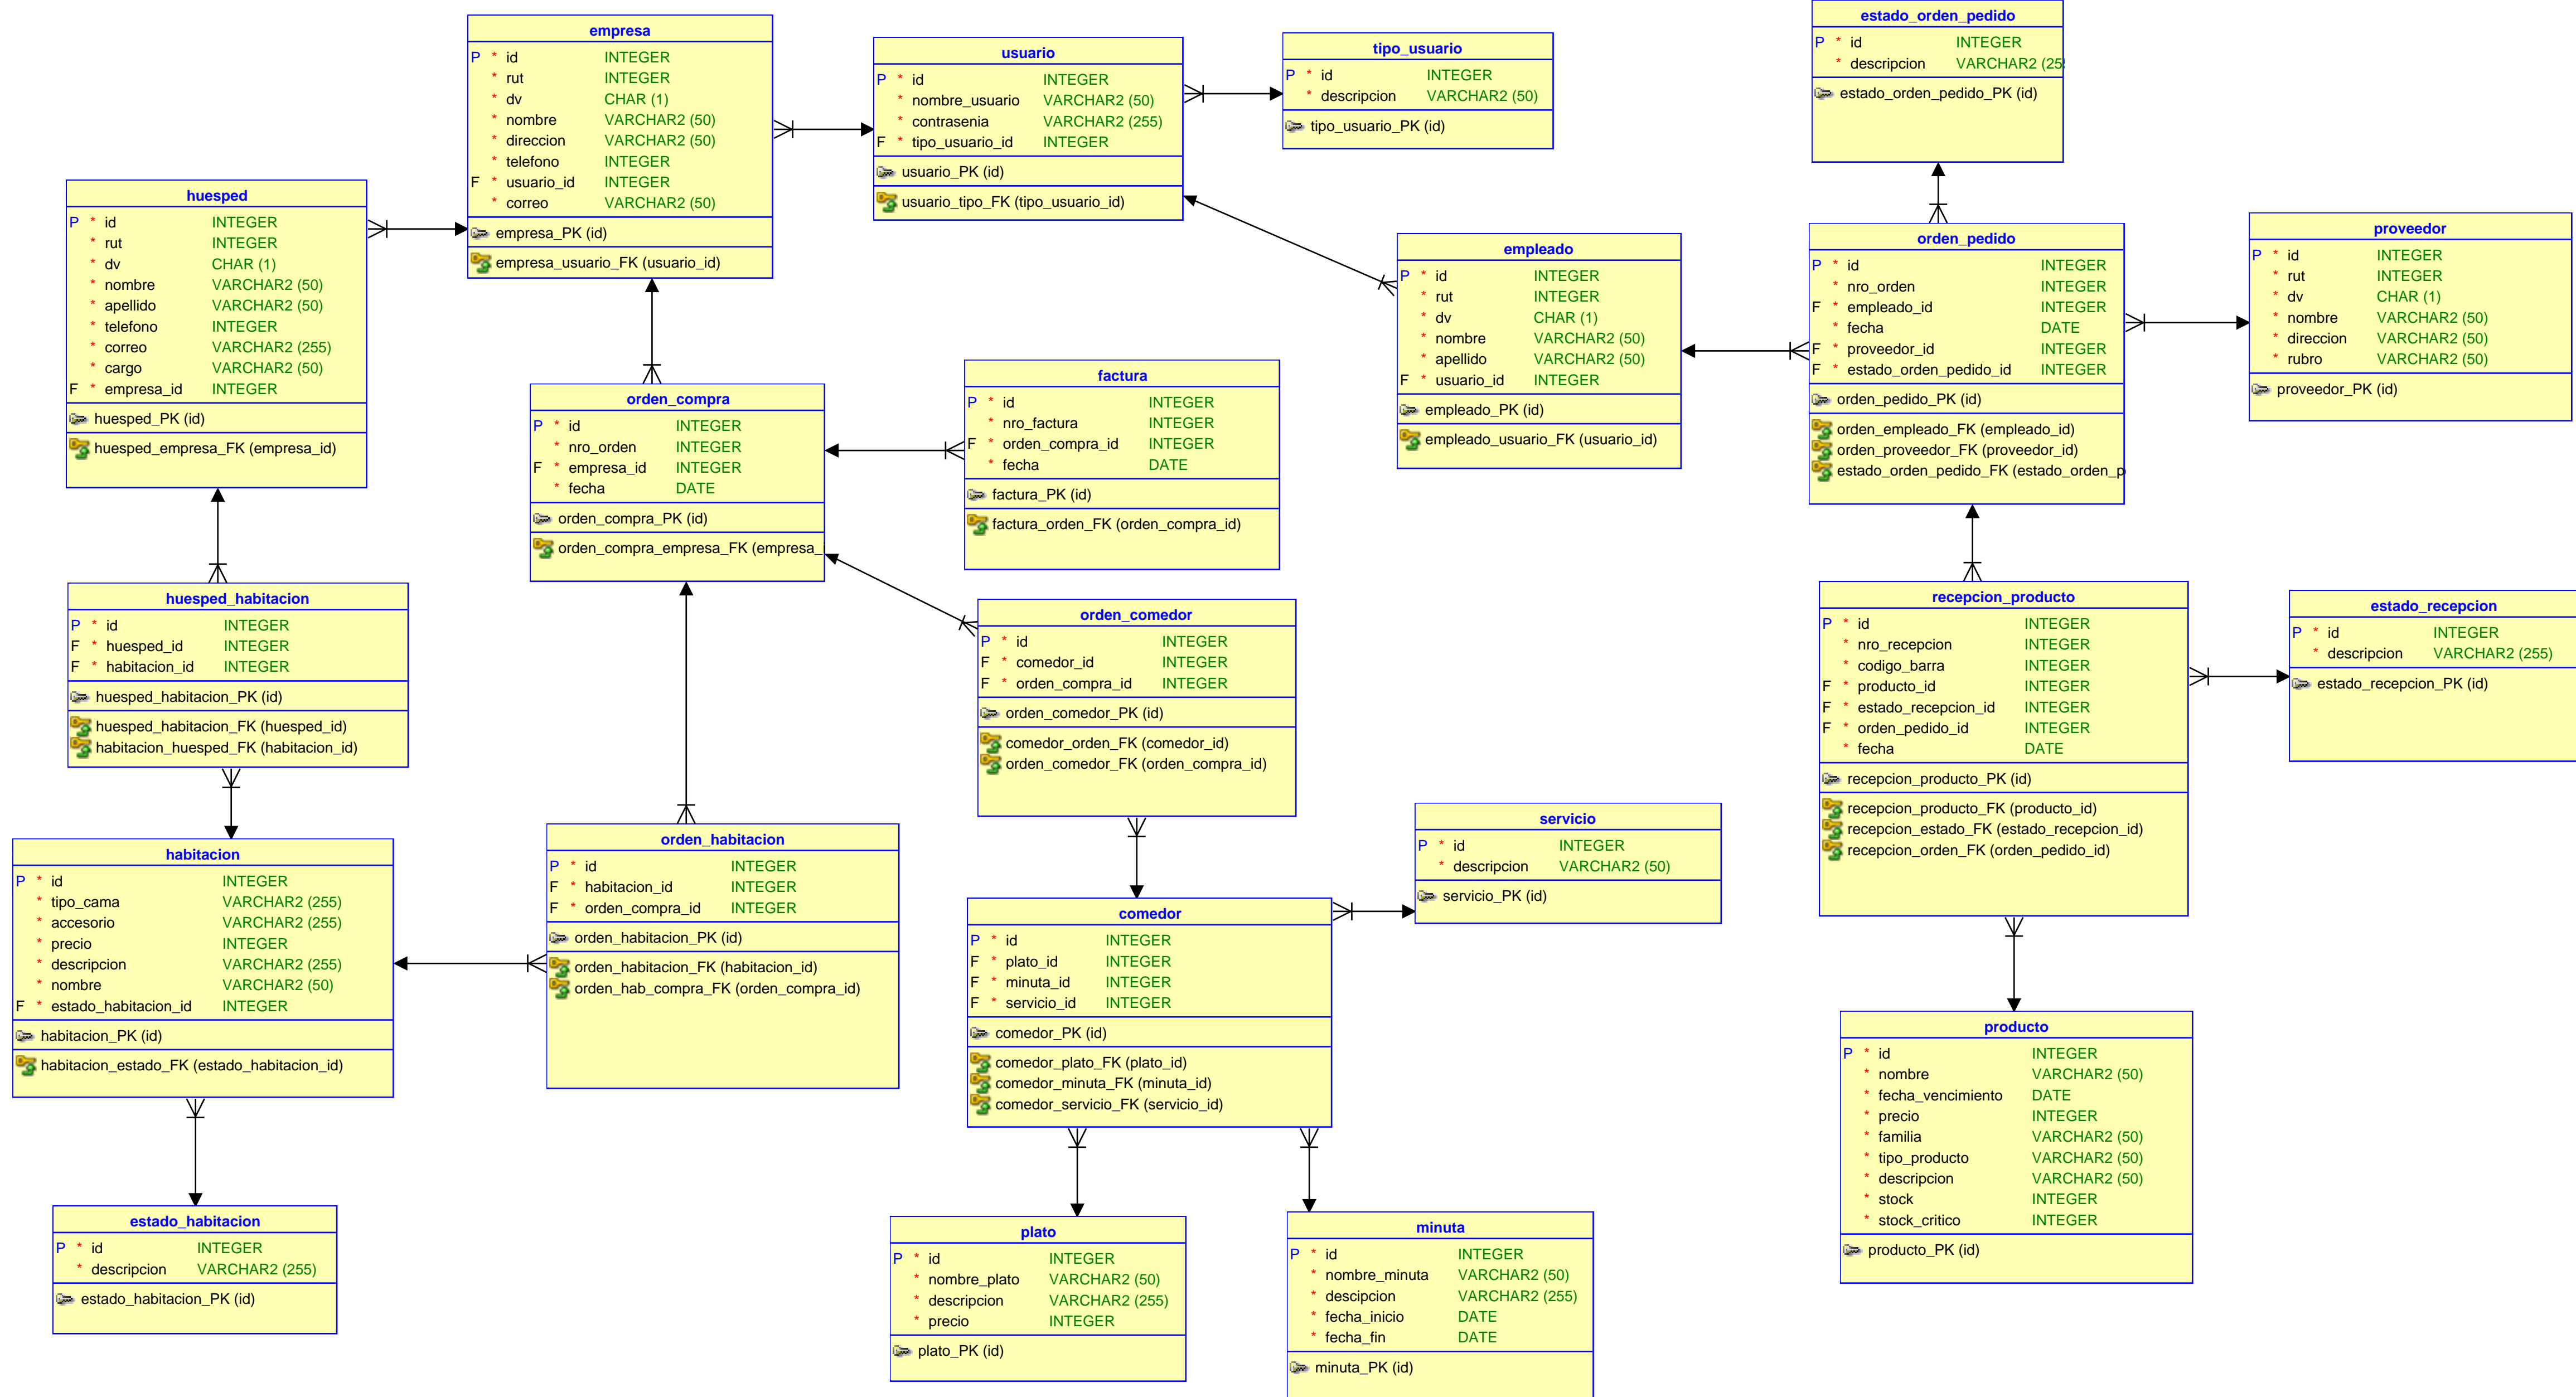 empresa
P * id INTEGER
* rut INTEGER
* dv CHAR (1)
* nombre VARCHAR2 (50)
* direccion VARCHAR2 (50)
* telefono INTEGER
F * usuario_id INTEGER
* correo VARCHAR2 (50)
empresa_PK (id)
empresa_usuario_FK (usuario_id)
usuario
P * id INTEGER
* nombre_usuario VARCHAR2 (50)
* contrasenia VARCHAR2 (255)
F * tipo_usuario_id INTEGER
usuario_PK (id)
usuario_tipo_FK (tipo_usuario_id)
tipo_usuario
P * id INTEGER
* descripcion VARCHAR2 (50)
tipo_usuario_PK (id)
estado_orden_pedido
P * id INTEGER
* descripcion VARCHAR2 (25
estado_orden_pedido_PK (id)
huesped
P * id INTEGER
* rut INTEGER
* dv CHAR (1)
* nombre VARCHAR2 (50)
* apellido VARCHAR2 (50)
* telefono INTEGER
* correo VARCHAR2 (255)
* cargo VARCHAR2 (50)
F * empresa_id INTEGER
huesped_PK (id)
huesped_empresa_FK (empresa_id)
empleado
P * id INTEGER
* rut INTEGER
* dv CHAR (1)
* nombre VARCHAR2 (50)
* apellido VARCHAR2 (50)
F * usuario_id INTEGER
empleado_PK (id)
empleado_usuario_FK (usuario_id)
orden_pedido
P * id INTEGER
* nro_orden INTEGER
F * empleado_id INTEGER
* fecha DATE
F * proveedor_id INTEGER
F * estado_orden_pedido_id INTEGER
orden_pedido_PK (id)
orden_empleado_FK (empleado_id)
orden_proveedor_FK (proveedor_id)
estado_orden_pedido_FK (estado_orden_p
proveedor
P * id INTEGER
* rut INTEGER
* dv CHAR (1)
* nombre VARCHAR2 (50)
* direccion VARCHAR2 (50)
* rubro VARCHAR2 (50)
proveedor_PK (id)
orden_compra
P * id INTEGER
* nro_orden INTEGER
F * empresa_id INTEGER
* fecha DATE
orden_compra_PK (id)
orden_compra_empresa_FK (empresa_
factura
P * id INTEGER
* nro_factura INTEGER
F * orden_compra_id INTEGER
* fecha DATE
factura_PK (id)
factura_orden_FK (orden_compra_id)
huesped_habitacion
P * id INTEGER
F * huesped_id INTEGER
F * habitacion_id INTEGER
huesped_habitacion_PK (id)
huesped_habitacion_FK (huesped_id)
habitacion_huesped_FK (habitacion_id)
orden_comedor
P * id INTEGER
F * comedor_id INTEGER
F * orden_compra_id INTEGER
orden_comedor_PK (id)
comedor_orden_FK (comedor_id)
orden_comedor_FK (orden_compra_id)
recepcion_producto
P * id INTEGER
* nro_recepcion INTEGER
* codigo_barra INTEGER
F * producto_id INTEGER
F * estado_recepcion_id INTEGER
F * orden_pedido_id INTEGER
* fecha DATE
recepcion_producto_PK (id)
recepcion_producto_FK (producto_id)
recepcion_estado_FK (estado_recepcion_id)
recepcion_orden_FK (orden_pedido_id)
estado_recepcion
P * id INTEGER
* descripcion VARCHAR2 (255)
estado_recepcion_PK (id)
habitacion
P * id INTEGER
* tipo_cama VARCHAR2 (255)
* accesorio VARCHAR2 (255)
* precio INTEGER
* descripcion VARCHAR2 (255)
* nombre VARCHAR2 (50)
F * estado_habitacion_id INTEGER
habitacion_PK (id)
habitacion_estado_FK (estado_habitacion_id)
orden_habitacion
P * id INTEGER
F * habitacion_id INTEGER
F * orden_compra_id INTEGER
orden_habitacion_PK (id)
orden_habitacion_FK (habitacion_id)
orden_hab_compra_FK (orden_compra_id)
servicio
P * id INTEGER
* descripcion VARCHAR2 (50)
servicio_PK (id)
comedor
P * id INTEGER
F * plato_id INTEGER
F * minuta_id INTEGER
F * servicio_id INTEGER
comedor_PK (id)
comedor_plato_FK (plato_id)
comedor_minuta_FK (minuta_id)
comedor_servicio_FK (servicio_id)
producto
P * id INTEGER
* nombre VARCHAR2 (50)
* fecha_vencimiento DATE
* precio INTEGER
* familia VARCHAR2 (50)
* tipo_producto VARCHAR2 (50)
* descripcion VARCHAR2 (50)
* stock INTEGER
* stock_critico INTEGER
producto_PK (id)
estado_habitacion
P * id INTEGER
* descripcion VARCHAR2 (255)
estado_habitacion_PK (id)
plato
P * id INTEGER
* nombre_plato VARCHAR2 (50)
* descripcion VARCHAR2 (255)
* precio INTEGER
plato_PK (id)
minuta
P * id INTEGER
* nombre_minuta VARCHAR2 (50)
* descipcion VARCHAR2 (255)
* fecha_inicio DATE
* fecha_fin DATE
minuta_PK (id)